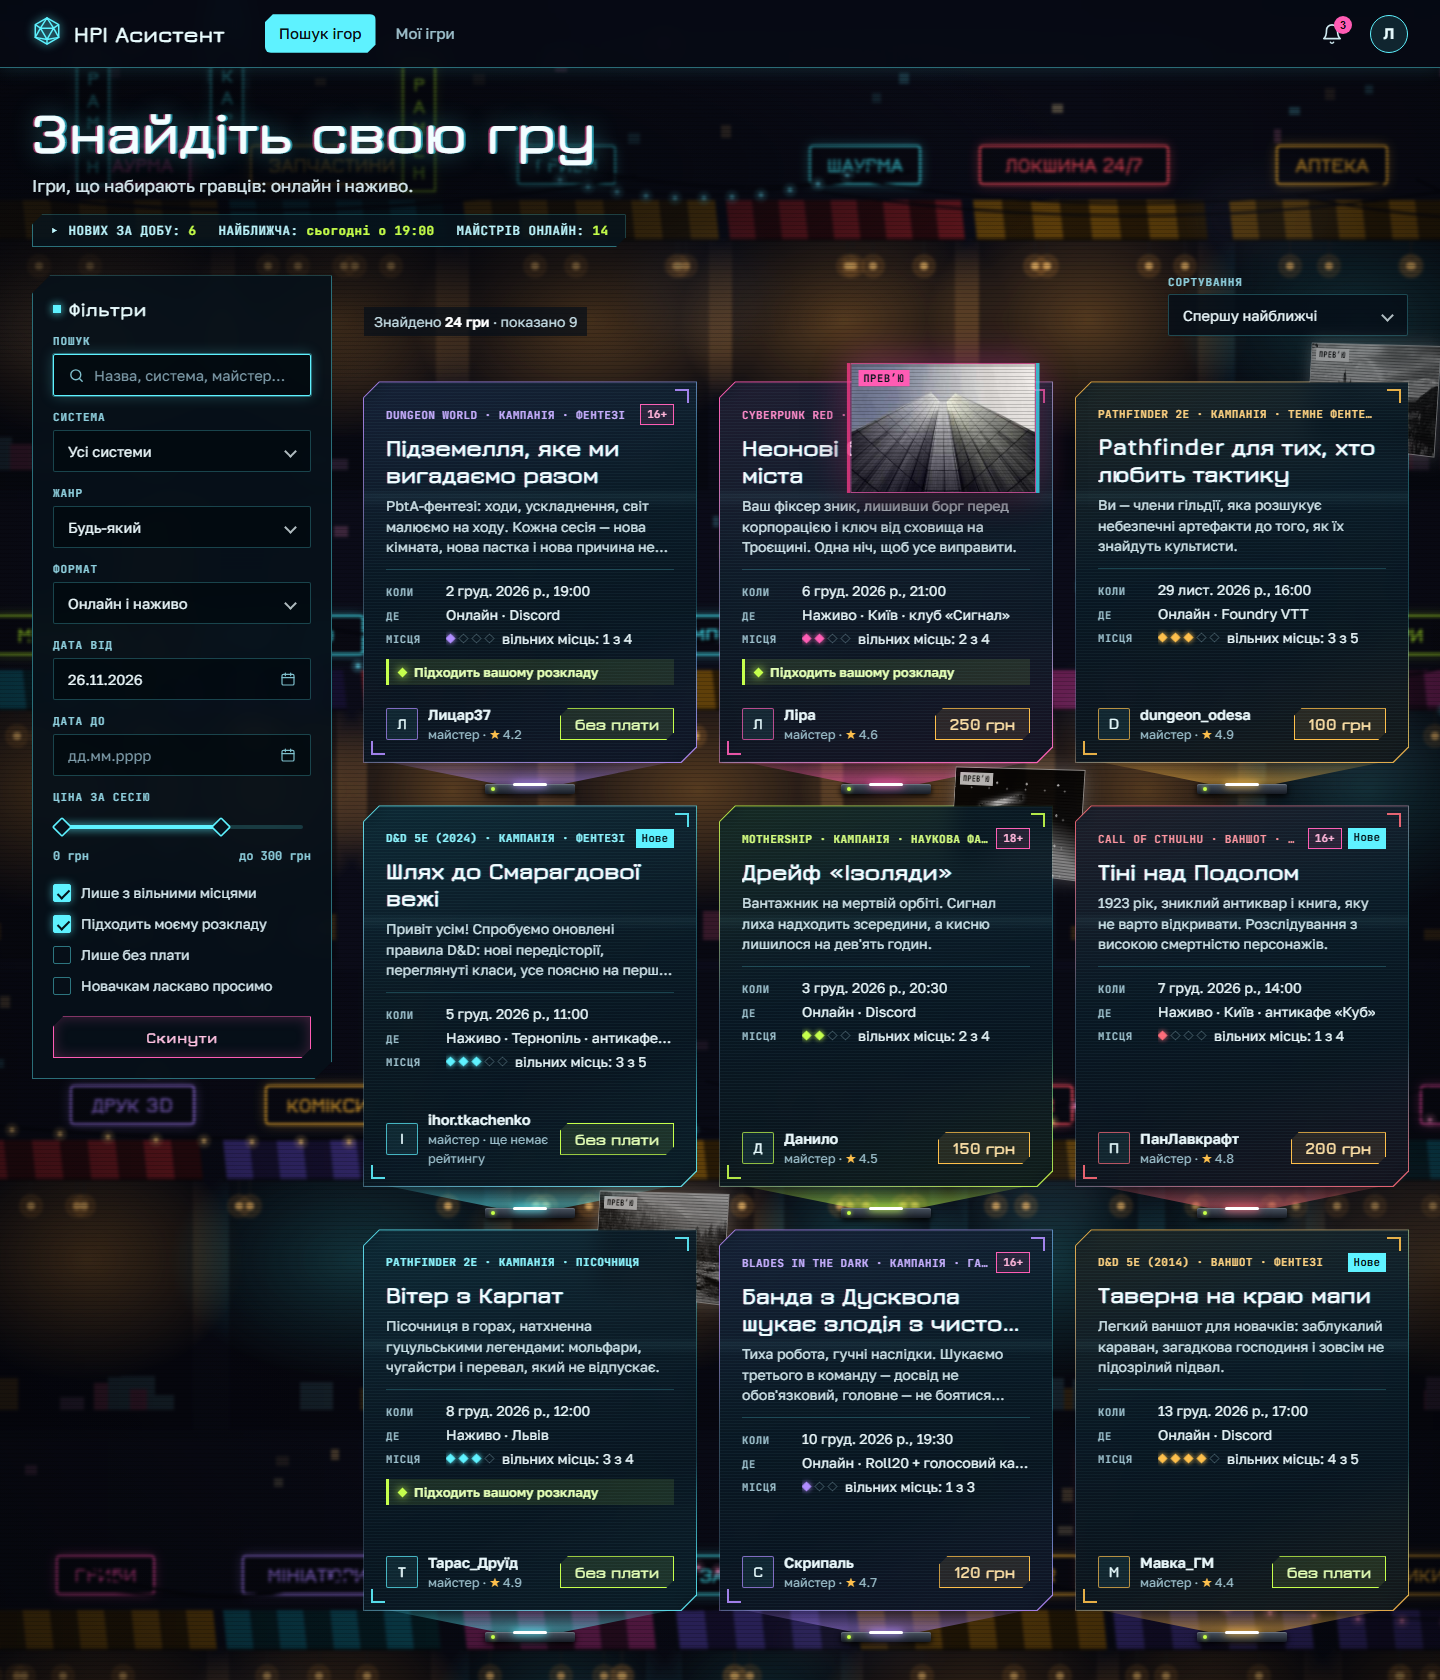 НРІ Асистент
Пошук ігор
Мої ігри
3
Л
ШАУРМА
ЛОКШИНА 24/7
АПТЕКА
Знайдіть свою гру
Ігри, що набирають гравців: онлайн і наживо.
▸ НОВИХ ЗА ДОБУ: 6 НАЙБЛИЖЧА: сьогодні о 19:00 МАЙСТРІВ ОНЛАЙН: 14
Фільтри
ПОШУК
Назва, система, майстер…
СИСТЕМА
Усі системи
ЖАНР
Будь-який
ФОРМАТ
Онлайн і наживо
ДАТА ВІД
26.11.2026
ДАТА ДО
дд.мм.рррр
ЦІНА ЗА СЕСІЮ
0 грн
до 300 грн
Лише з вільними місцями
Підходить моєму розкладу
Лише без плати
Новачкам ласкаво просимо
Скинути
Знайдено 24 гри · показано 9
СОРТУВАННЯ
Спершу найближчі
DUNGEON WORLD · КАМПАНІЯ · ФЕНТЕЗІ
16+
Підземелля, яке ми
вигадаємо разом
PbtA-фентезі: ходи, ускладнення, світ
малюємо на ходу. Кожна сесія — нова
кімната, нова пастка і нова причина не…
КОЛИ 2 груд. 2026 р., 19:00
ДЕ Онлайн · Discord
МІСЦЯ вільних місць: 1 з 4
Підходить вашому розкладу
Л
Лицар37
майстер · ★ 4.2
без плати
CYBERPUNK RED ·
ПРЕВ'Ю
Неонові
міста
Ваш фіксер зник, лишивши борг перед
корпорацією і ключ від сховища на
Троєщині. Одна ніч, щоб усе виправити.
КОЛИ 6 груд. 2026 р., 21:00
ДЕ Наживо · Київ · клуб «Сигнал»
МІСЦЯ вільних місць: 2 з 4
Підходить вашому розкладу
Л
Ліра
майстер · ★ 4.6
250 грн
ПРЕВ'Ю
PATHFINDER 2E · КАМПАНІЯ · ТЕМНЕ ФЕНТЕ…
Pathfinder для тих, хто
любить тактику
Ви — члени гільдії, яка розшукує
небезпечні артефакти до того, як їх
знайдуть культисти.
КОЛИ 29 лист. 2026 р., 16:00
ДЕ Онлайн · Foundry VTT
МІСЦЯ вільних місць: 3 з 5
D
dungeon_odesa
майстер · ★ 4.9
100 грн
D&D 5E (2024) · КАМПАНІЯ · ФЕНТЕЗІ
Нове
Шлях до Смарагдової
вежі
Привіт усім! Спробуємо оновлені
правила D&D: нові передісторії,
переглянуті класи, усе поясню на перш…
КОЛИ 5 груд. 2026 р., 11:00
ДЕ Наживо · Тернопіль · антикафе…
МІСЦЯ вільних місць: 3 з 5
I
ihor.tkachenko
майстер · ще немає
рейтингу
без плати
ПРЕВ'Ю
MOTHERSHIP · КАМПАНІЯ · НАУКОВА ФА…
18+
Дрейф «Ізоляди»
Вантажник на мертвій орбіті. Сигнал
лиха надходить зсередини, а кисню
лишилося на дев'ять годин.
КОЛИ 3 груд. 2026 р., 20:30
ДЕ Онлайн · Discord
МІСЦЯ вільних місць: 2 з 4
Д
Данило
майстер · ★ 4.5
150 грн
CALL OF CTHULHU · ВАНШОТ · …
16+
Нове
Тіні над Подолом
1923 рік, зниклий антиквар і книга, яку
не варто відкривати. Розслідування з
високою смертністю персонажів.
КОЛИ 7 груд. 2026 р., 14:00
ДЕ Наживо · Київ · антикафе «Куб»
МІСЦЯ вільних місць: 1 з 4
П
ПанЛавкрафт
майстер · ★ 4.8
200 грн
ДРУК 3D
КОМІКСИ
ПРЕВ'Ю
PATHFINDER 2E · КАМПАНІЯ · ПІСОЧНИЦЯ
Вітер з Карпат
Пісочниця в горах, натхненна
гуцульськими легендами: мольфари,
чугайстри і перевал, який не відпускає.
КОЛИ 8 груд. 2026 р., 12:00
ДЕ Наживо · Львів
МІСЦЯ вільних місць: 3 з 4
Підходить вашому розкладу
Т
Тарас_Друїд
майстер · ★ 4.9
без плати
BLADES IN THE DARK · КАМПАНІЯ · ГА…
16+
Банда з Дусквола
шукає злодія з чисто…
Тиха робота, гучні наслідки. Шукаємо
третього в команду — досвід не
обов'язковий, головне — не боятися…
КОЛИ 10 груд. 2026 р., 19:30
ДЕ Онлайн · Roll20 + голосовий ка…
МІСЦЯ вільних місць: 1 з 3
С
Скрипаль
майстер · ★ 4.7
120 грн
D&D 5E (2014) · ВАНШОТ · ФЕНТЕЗІ
Нове
Таверна на краю мапи
Легкий ваншот для новачків: заблукалий
караван, загадкова господиня і зовсім не
підозрілий підвал.
КОЛИ 13 груд. 2026 р., 17:00
ДЕ Онлайн · Discord
МІСЦЯ вільних місць: 4 з 5
М
Мавка_ГМ
майстер · ★ 4.4
без плати